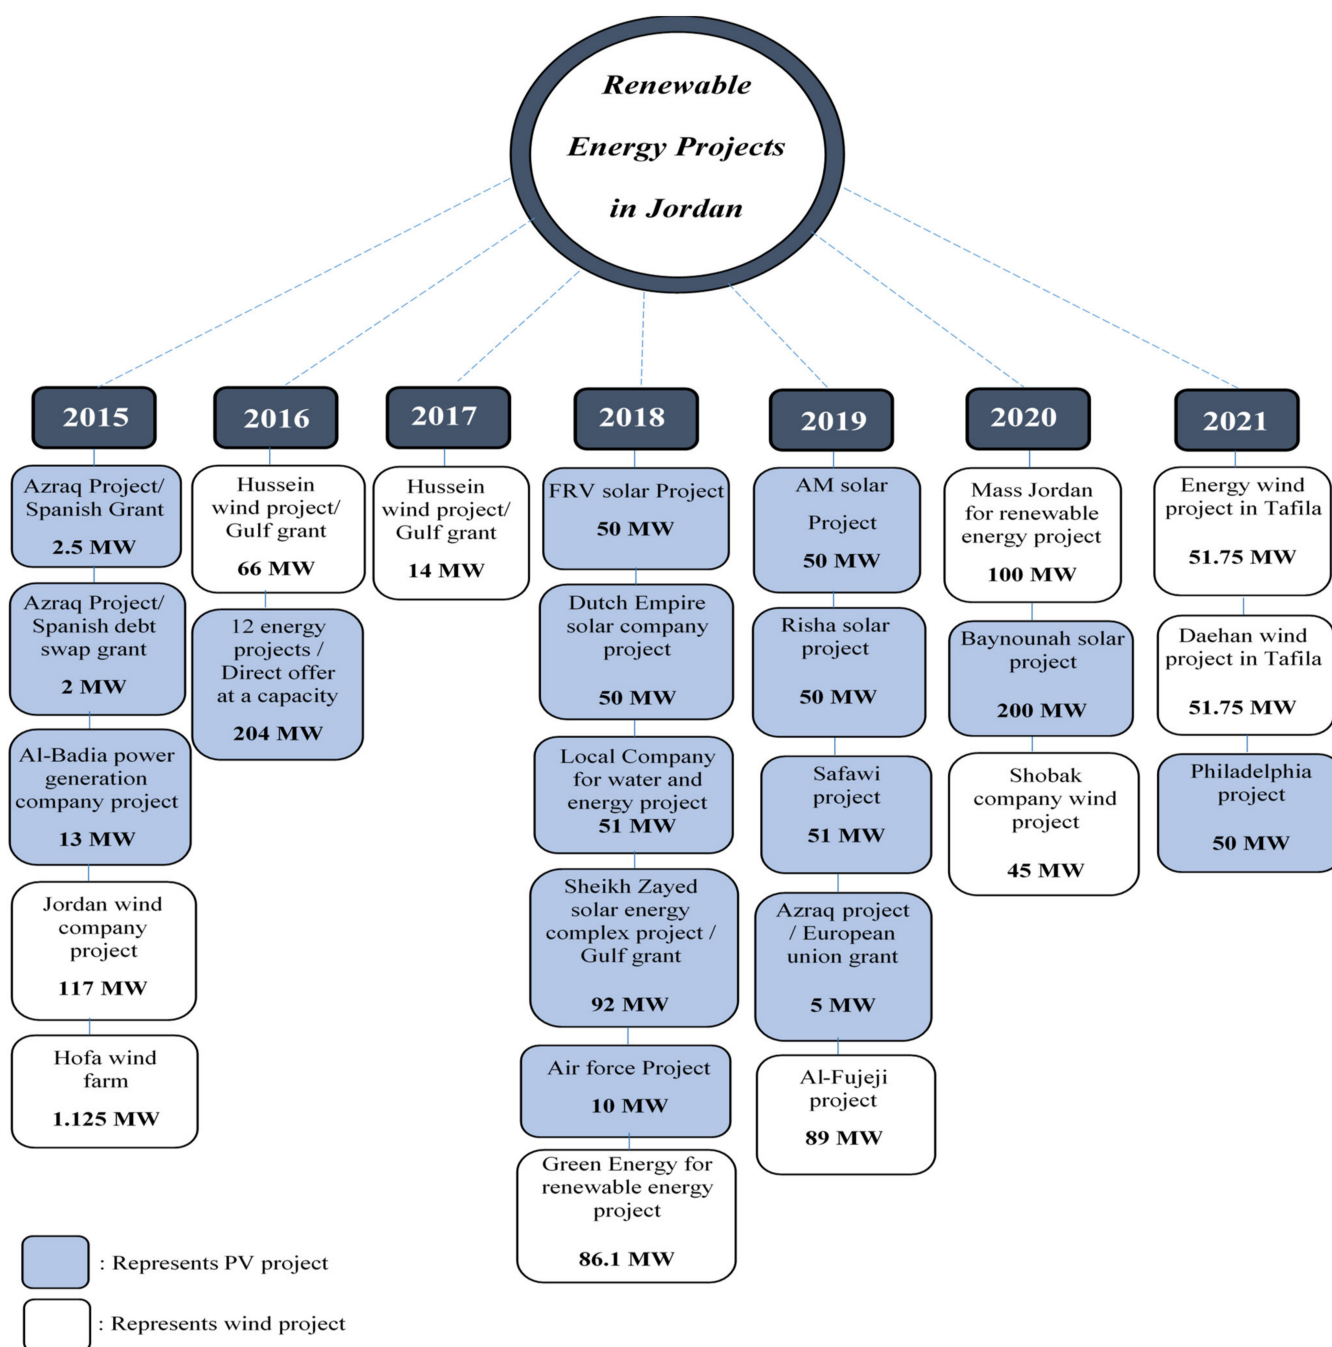 Renewable
Energy Projects
in Jordan
2015
Azraq Project/
Spanish Grant
2.5 MW
Azraq Project/
Spanish debt
swap grant
2 MW
Al-Badia power
generation
company project
13 MW
Jordan wind
company
project
117 MW
Hofa wind
farm
1.125 MW
2016
Hussein
wind project/
Gulf grant
66 MW
12 energy
projects /
Direct offer
at a capacity
204 MW
2017
Hussein
wind project/
Gulf grant
14 MW
2018
FRV solar Project
50 MW
Dutch Empire
solar company
project
50 MW
Local Company
for water and
energy project
51 MW
Sheikh Zayed
solar energy
complex project /
Gulf grant
92 MW
Air force Project
10 MW
Green Energy for
renewable energy
project
86.1 MW
2019
AM solar
Project
50 MW
Risha solar
project
50 MW
Safawi
project
51 MW
Azraq project
/ European
union grant
5 MW
Al-Fujeji
project
89 MW
2020
Mass Jordan
for renewable
energy project
100 MW
Baynounah solar
project
200 MW
Shobak
company wind
project
45 MW
2021
Energy wind
project in Tafila
51.75 MW
Daehan wind
project in Tafila
51.75 MW
Philadelphia
project
50 MW
: Represents PV project
: Represents wind project